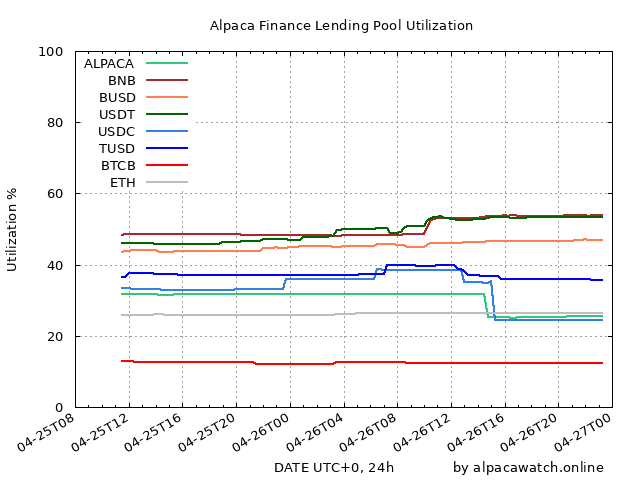 Alpaca Finance Lending Pool Utilization
100
80
60
40
20
0
Utilization %
ALPACA
BNB
BUSD
USDT
USDC
TUSD
BTCB
ETH
04-25T08
04-25T12
04-25T16
04-25T20
04-26T00
04-26T04
04-26T08
04-26T12
04-26T16
04-26T20
04-27T00
DATE UTC+0, 24h
by alpacawatch.online